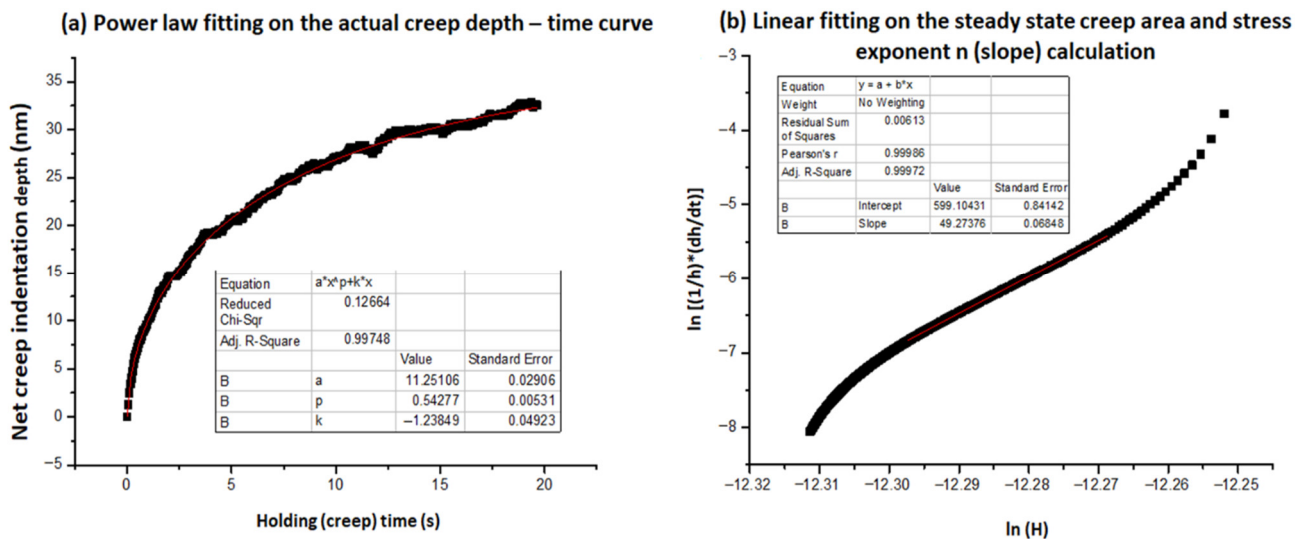 (a) Power law fitting on the actual creep depth – time curve
Net creep indentation depth (nm)
35
30
25
20
15
10
5
0
−5
Equation a*x^p+k*x
Reduced 0.12664
Chi-Sqr
Adj. R-Square 0.99748
Value Standard Error
B a 11.25106 0.02906
B p 0.54277 0.00531
B k −1.23849 0.04923
0 5 10 15 20
Holding (creep) time (s)
(b) Linear fitting on the steady state creep area and stress
exponent n (slope) calculation
ln [(1/h)*(dh/dt)]
−3
−4
−5
−6
−7
−8
Equation y = a + b*x
Weight No Weighting
Residual Sum 0.00613
of Squares
Pearson's r 0.99986
Adj. R-Square 0.99972
Value Standard Error
B Intercept 599.10431 0.84142
B Slope 49.27376 0.06848
−12.32 −12.31 −12.30 −12.29 −12.28 −12.27 −12.26 −12.25
ln (H)